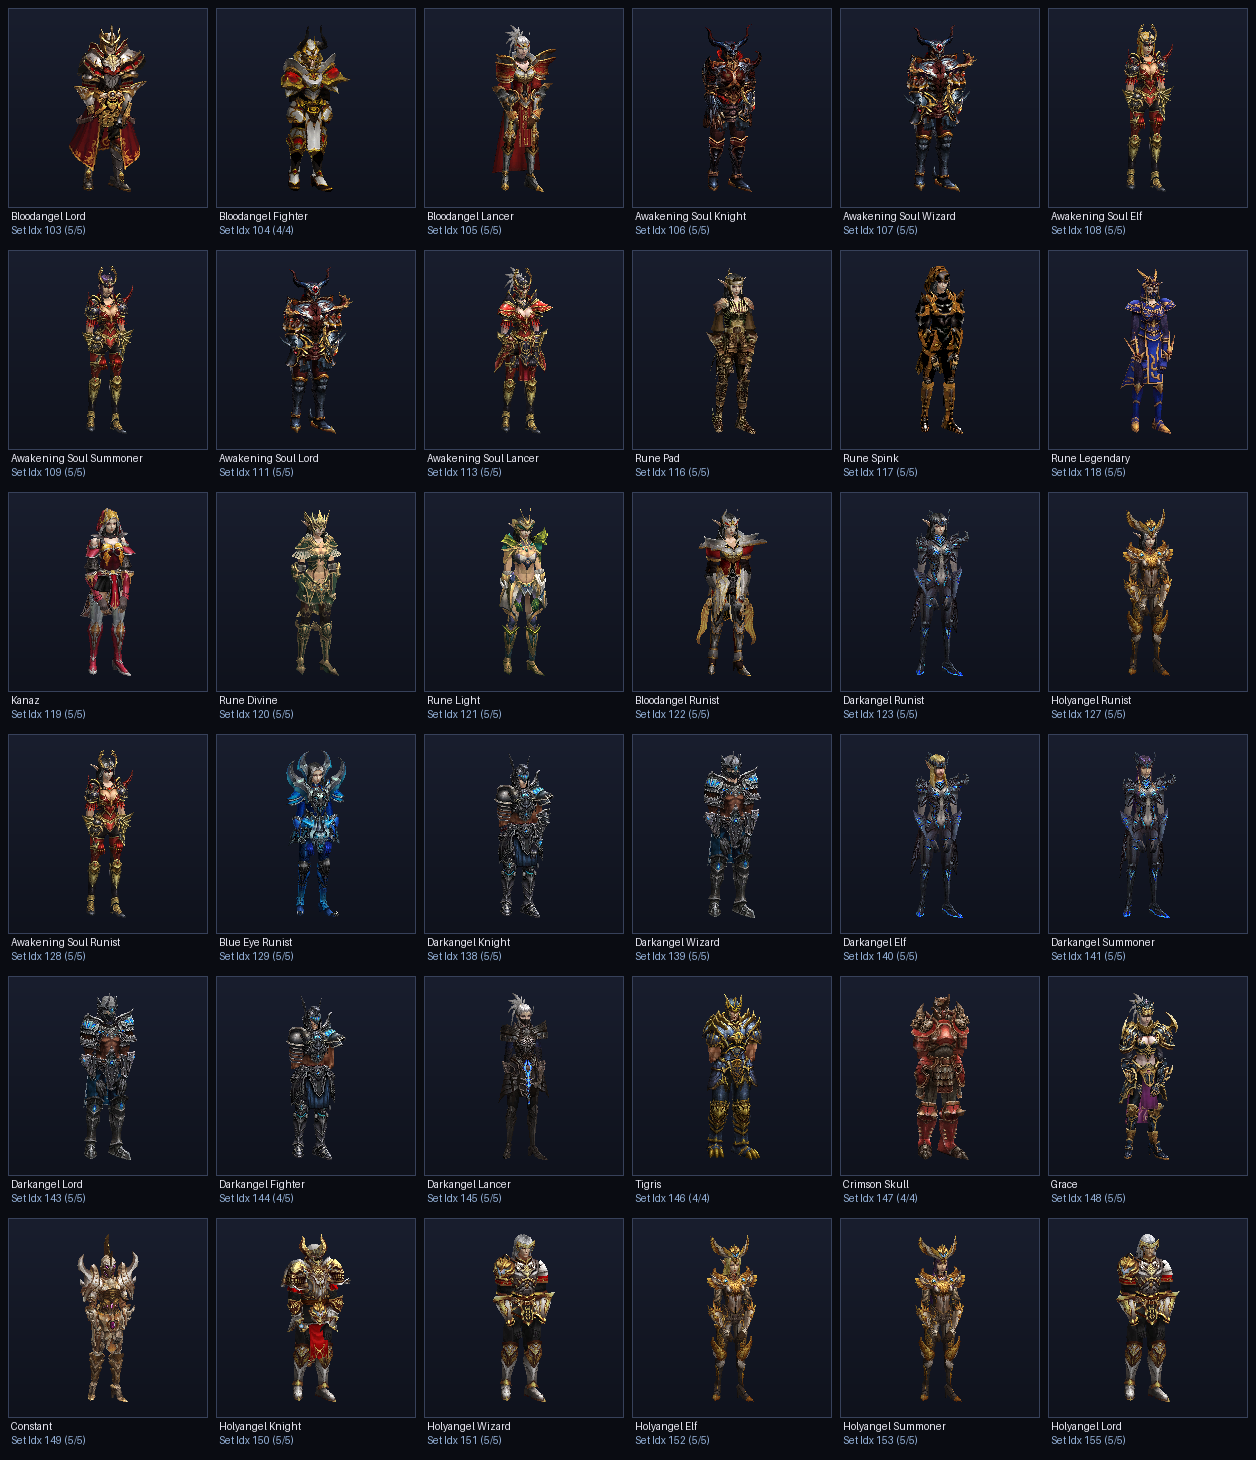 Bloodangel Lord
Set Idx 103 (5/5)
Bloodangel Fighter
Set Idx 104 (4/4)
Bloodangel Lancer
Set Idx 105 (5/5)
Awakening Soul Knight
Set Idx 106 (5/5)
Awakening Soul Wizard
Set Idx 107 (5/5)
Awakening Soul Elf
Set Idx 108 (5/5)
Awakening Soul Summoner
Set Idx 109 (5/5)
Awakening Soul Lord
Set Idx 111 (5/5)
Awakening Soul Lancer
Set Idx 113 (5/5)
Rune Pad
Set Idx 116 (5/5)
Rune Spink
Set Idx 117 (5/5)
Rune Legendary
Set Idx 118 (5/5)
Kanaz
Set Idx 119 (5/5)
Rune Divine
Set Idx 120 (5/5)
Rune Light
Set Idx 121 (5/5)
Bloodangel Runist
Set Idx 122 (5/5)
Darkangel Runist
Set Idx 123 (5/5)
Holyangel Runist
Set Idx 127 (5/5)
Awakening Soul Runist
Set Idx 128 (5/5)
Blue Eye Runist
Set Idx 129 (5/5)
Darkangel Knight
Set Idx 138 (5/5)
Darkangel Wizard
Set Idx 139 (5/5)
Darkangel Elf
Set Idx 140 (5/5)
Darkangel Summoner
Set Idx 141 (5/5)
Darkangel Lord
Set Idx 143 (5/5)
Darkangel Fighter
Set Idx 144 (4/5)
Darkangel Lancer
Set Idx 145 (5/5)
Tigris
Set Idx 146 (4/4)
Crimson Skull
Set Idx 147 (4/4)
Grace
Set Idx 148 (5/5)
Constant
Set Idx 149 (5/5)
Holyangel Knight
Set Idx 150 (5/5)
Holyangel Wizard
Set Idx 151 (5/5)
Holyangel Elf
Set Idx 152 (5/5)
Holyangel Summoner
Set Idx 153 (5/5)
Holyangel Lord
Set Idx 155 (5/5)